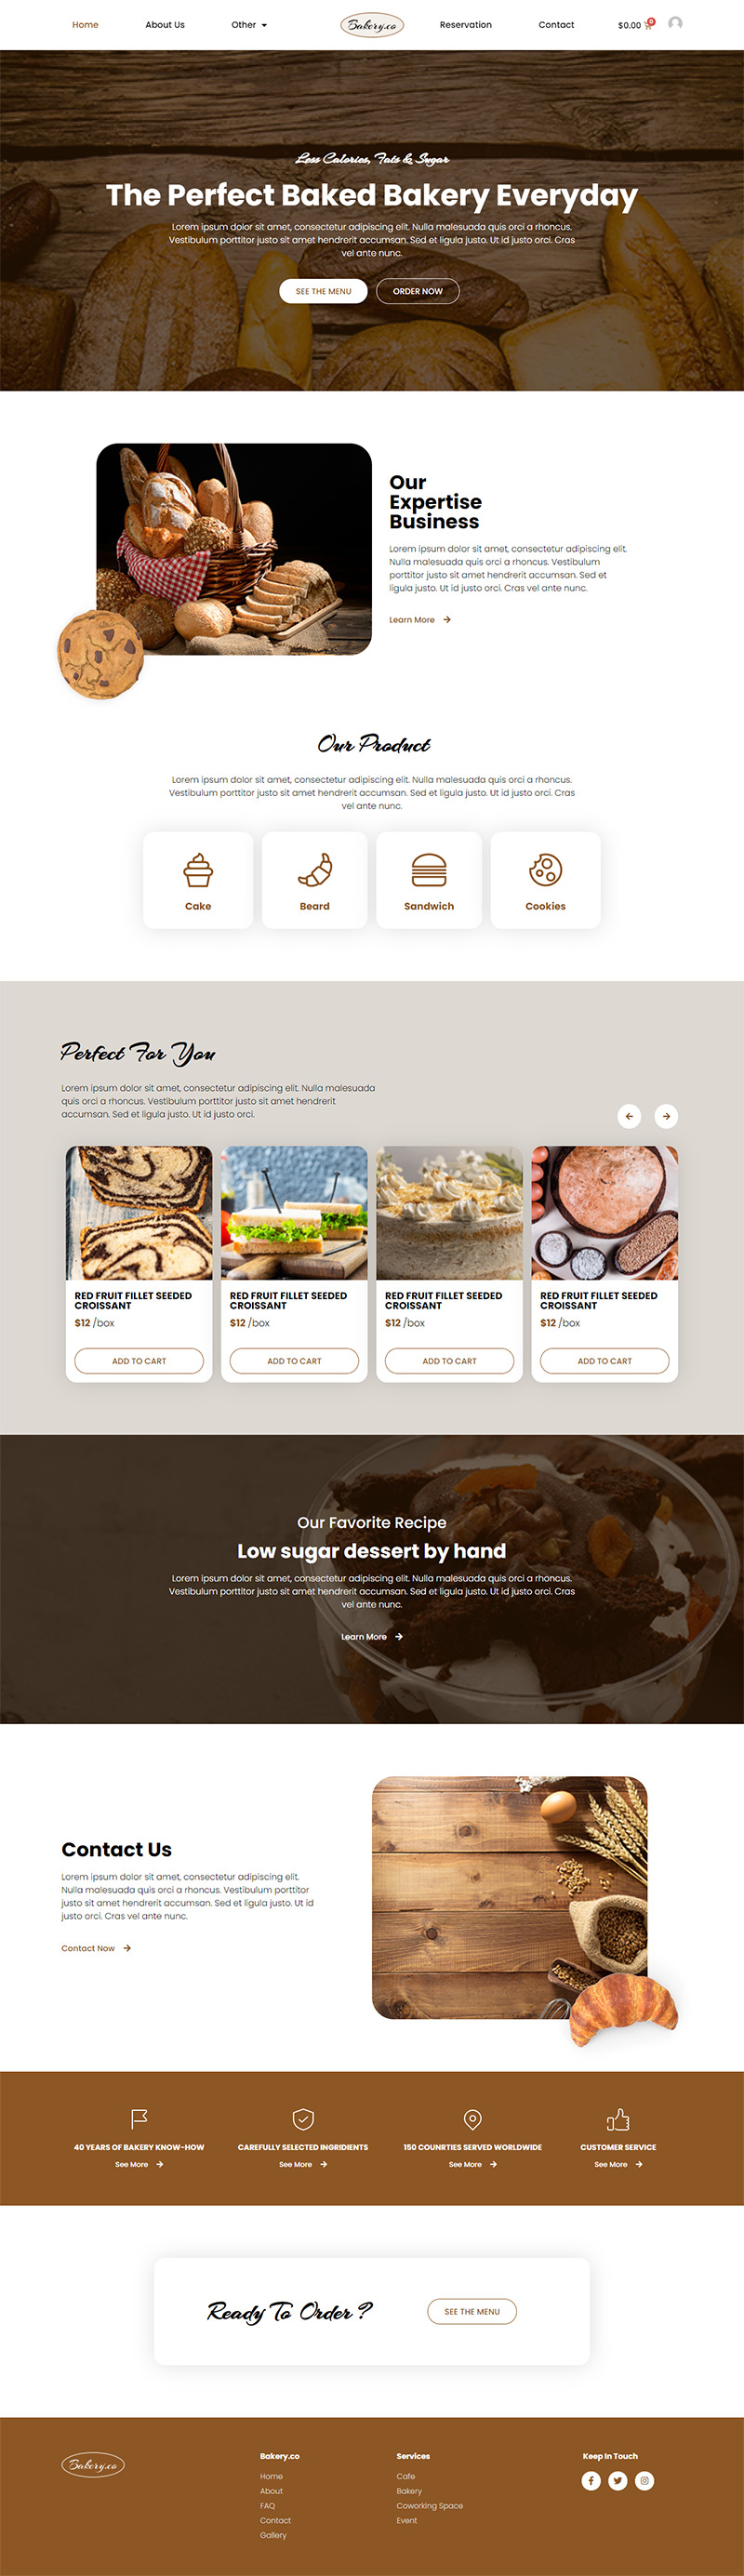 Home
About Us
Other
Bakery.co
Reservation
Contact
$0.00
0
Less Calories, Fats & Sugar
The Perfect Baked Bakery Everyday
Lorem ipsum dolor sit amet, consectetur adipiscing elit. Nulla malesuada quis orci a rhoncus.
Vestibulum porttitor justo sit amet hendrerit accumsan. Sed et ligula justo. Ut id justo orci. Cras
vel ante nunc.
SEE THE MENU
ORDER NOW
Our
Expertise
Business
Lorem ipsum dolor sit amet, consectetur adipiscing elit.
Nulla malesuada quis orci a rhoncus. Vestibulum
porttitor justo sit amet hendrerit accumsan. Sed et
ligula justo. Ut id justo orci. Cras vel ante nunc.
Learn More
Our Product
Lorem ipsum dolor sit amet, consectetur adipiscing elit. Nulla malesuada quis orci a rhoncus.
Vestibulum porttitor justo sit amet hendrerit accumsan. Sed et ligula justo. Ut id justo orci. Cras
vel ante nunc.
Cake
Beard
Sandwich
Cookies
Perfect For You
Lorem ipsum dolor sit amet, consectetur adipiscing elit. Nulla malesuada
quis orci a rhoncus. Vestibulum porttitor justo sit amet hendrerit
accumsan. Sed et ligula justo. Ut id justo orci.
RED FRUIT FILLET SEEDED
CROISSANT
$12 /box
ADD TO CART
RED FRUIT FILLET SEEDED
CROISSANT
$12 /box
ADD TO CART
RED FRUIT FILLET SEEDED
CROISSANT
$12 /box
ADD TO CART
RED FRUIT FILLET SEEDED
CROISSANT
$12 /box
ADD TO CART
Our Favorite Recipe
Low sugar dessert by hand
Lorem ipsum dolor sit amet, consectetur adipiscing elit. Nulla malesuada quis orci a rhoncus.
Vestibulum porttitor justo sit amet hendrerit accumsan. Sed et ligula justo. Ut id justo orci. Cras
vel ante nunc.
Learn More
Contact Us
Lorem ipsum dolor sit amet, consectetur adipiscing elit.
Nulla malesuada quis orci a rhoncus. Vestibulum porttitor
justo sit amet hendrerit accumsan. Sed et ligula justo. Ut id
justo orci. Cras vel ante nunc.
Contact Now
40 YEARS OF BAKERY KNOW-HOW
See More
CAREFULLY SELECTED INGRIDIENTS
See More
150 COUNRTIES SERVED WORLDWIDE
See More
CUSTOMER SERVICE
See More
Ready To Order ?
SEE THE MENU
Bakery.co
Bakery.co
Home
About
FAQ
Contact
Gallery
Services
Cafe
Bakery
Coworking Space
Event
Keep In Touch